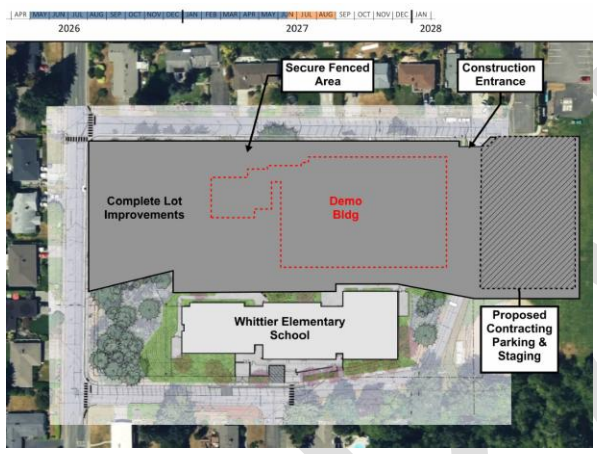 APR MAY JUN JUL AUG SEP OCT NOV DEC JAN FEB MAR APR MAY JUN JUL AUG SEP OCT NOV DEC JAN
2026 2027 2028
Secure Fenced
Area
Construction
Entrance
Complete Lot
Improvements
Demo
Bldg
Whittier Elementary
School
Proposed
Contracting
Parking &
Staging